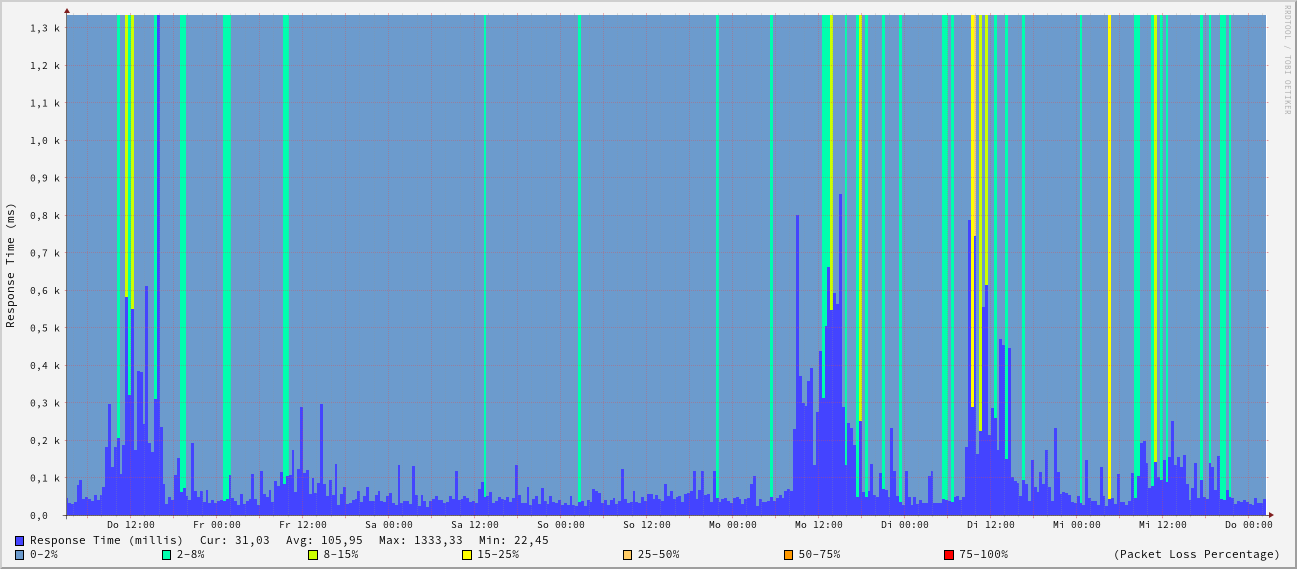 RRDTOOL / TOBI OETIKER
Response Time (ms)
1,3 k
1,2 k
1,1 k
1,0 k
0,9 k
0,8 k
0,7 k
0,6 k
0,5 k
0,4 k
0,3 k
0,2 k
0,1 k
0,0
Do 12:00 Fr 00:00 Fr 12:00 Sa 00:00 Sa 12:00 So 00:00 So 12:00 Mo 00:00 Mo 12:00 Di 00:00 Di 12:00 Mi 00:00 Mi 12:00 Do 00:00
Response Time (millis) Cur: 31,03 Avg: 105,95 Max: 1333,33 Min: 22,45
0-2% 2-8% 8-15% 15-25% 25-50% 50-75% 75-100% (Packet Loss Percentage)